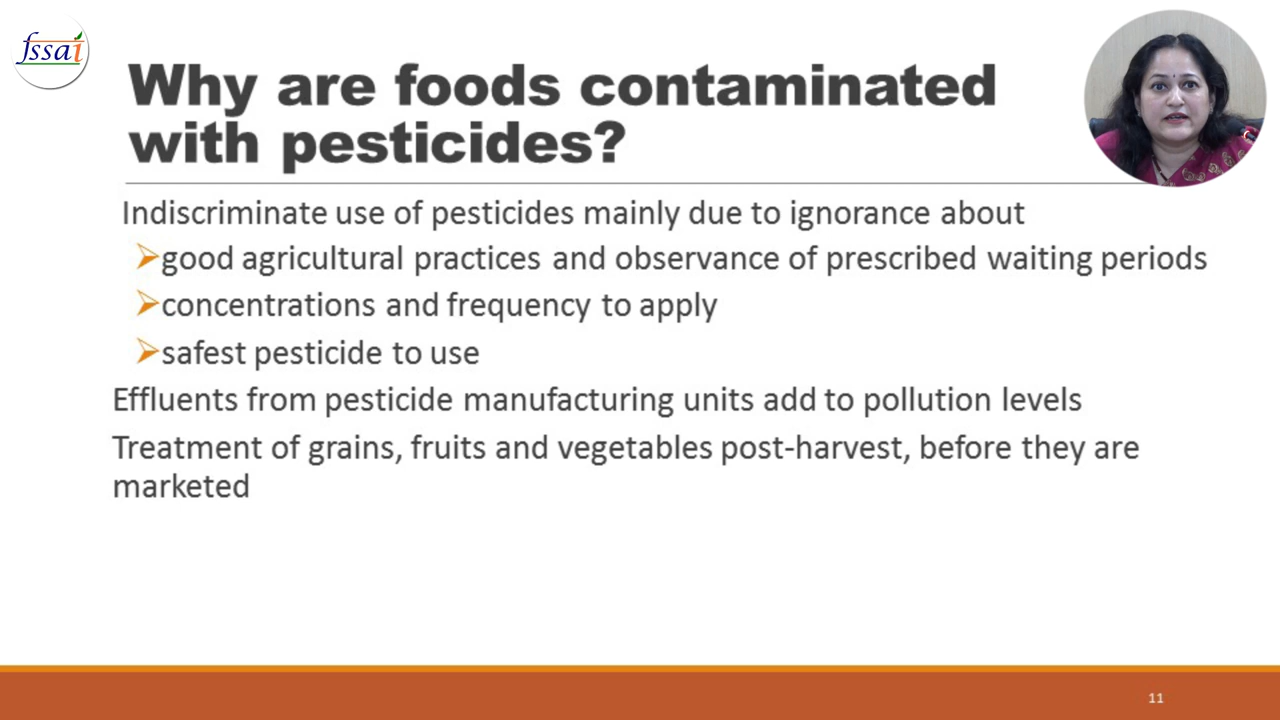 fssai
Why are foods contaminated
with pesticides?
Indiscriminate use of pesticides mainly due to ignorance about
➢good agricultural practices and observance of prescribed waiting periods
➢concentrations and frequency to apply
➢safest pesticide to use
Effluents from pesticide manufacturing units add to pollution levels
Treatment of grains, fruits and vegetables post-harvest, before they are
marketed
11